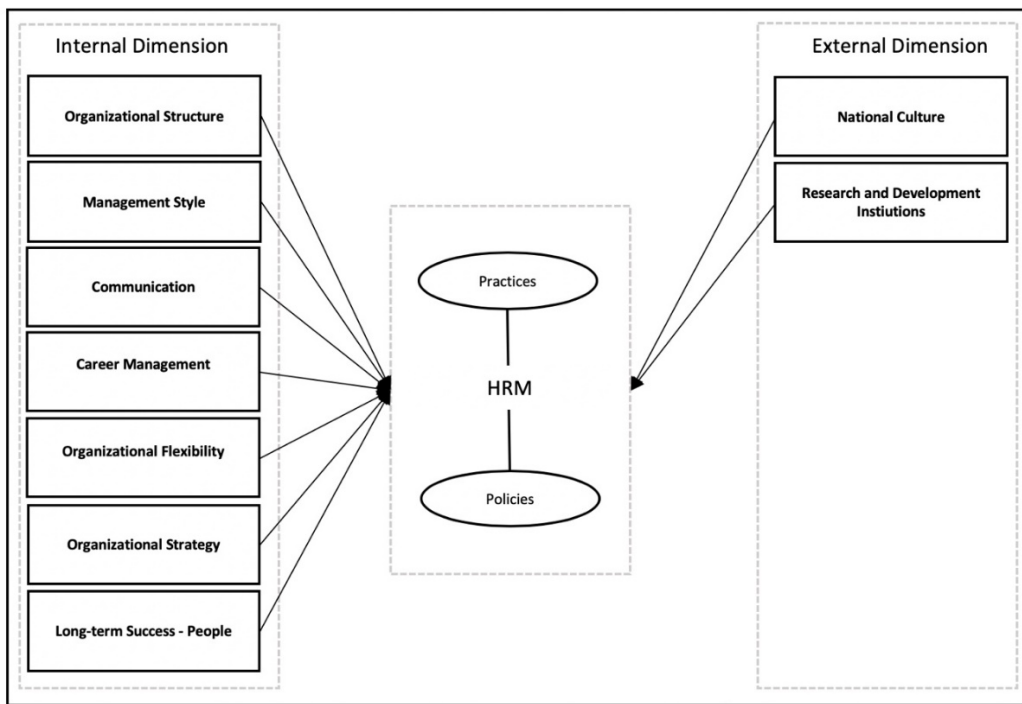 Internal Dimension
Organizational Structure
Management Style
Communication
Career Management
Organizational Flexibility
Organizational Strategy
Long-term Success - People
Practices
HRM
Policies
External Dimension
National Culture
Research and Development
Instiutions